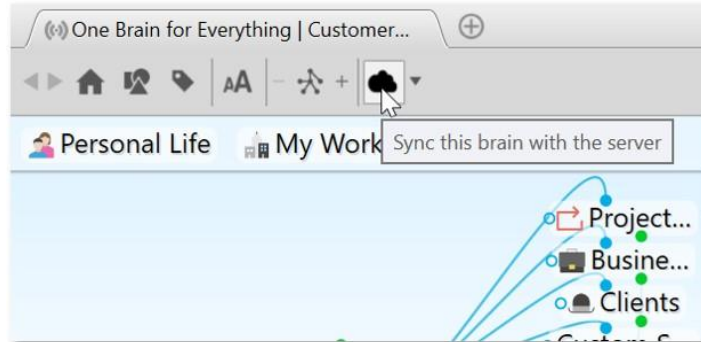 One Brain for Everything | Customer...
AA
Personal Life
My Work
Sync this brain with the server
Project...
Busine...
Clients